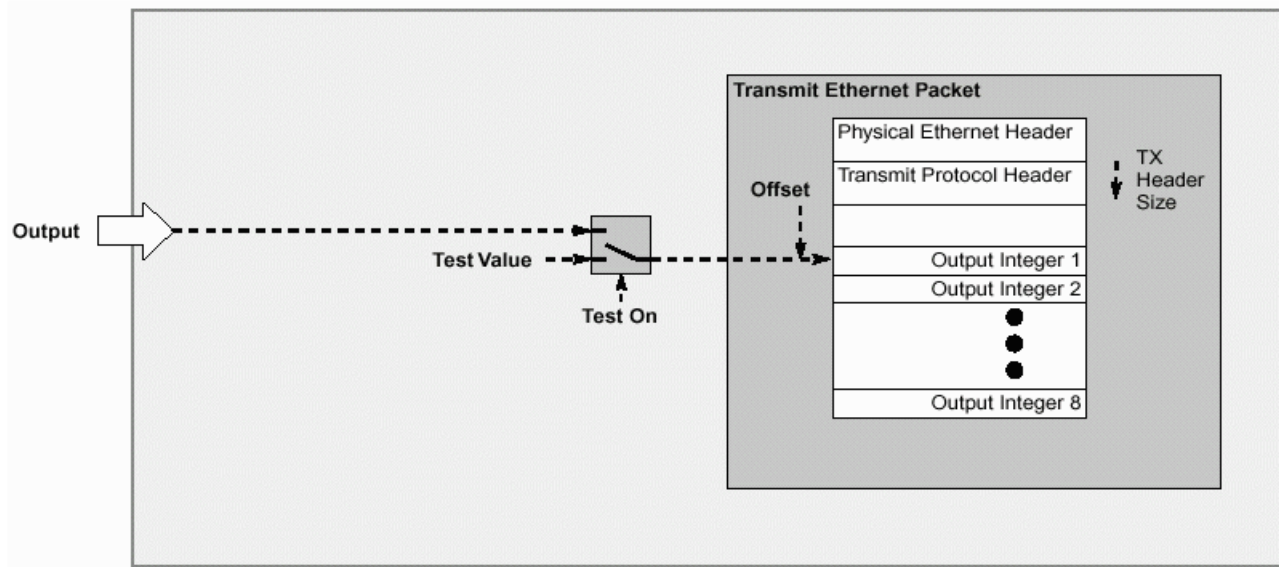 Transmit Ethernet Packet
Physical Ethernet Header
Transmit Protocol Header
TX
Header
Size
Offset
Output
Test Value
Output Integer 1
Output Integer 2
Test On
Output Integer 8